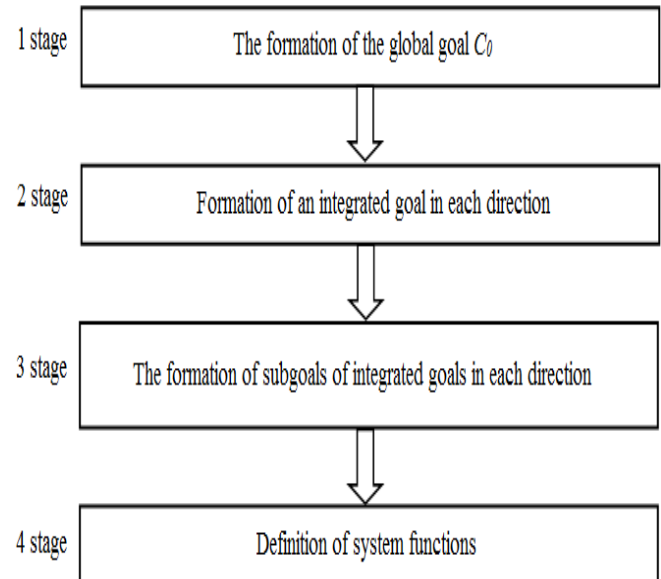 1 stage
The formation of the global goal C₀
2 stage
Formation of an integrated goal in each direction
3 stage
The formation of subgoals of integrated goals in each direction
4 stage
Definition of system functions